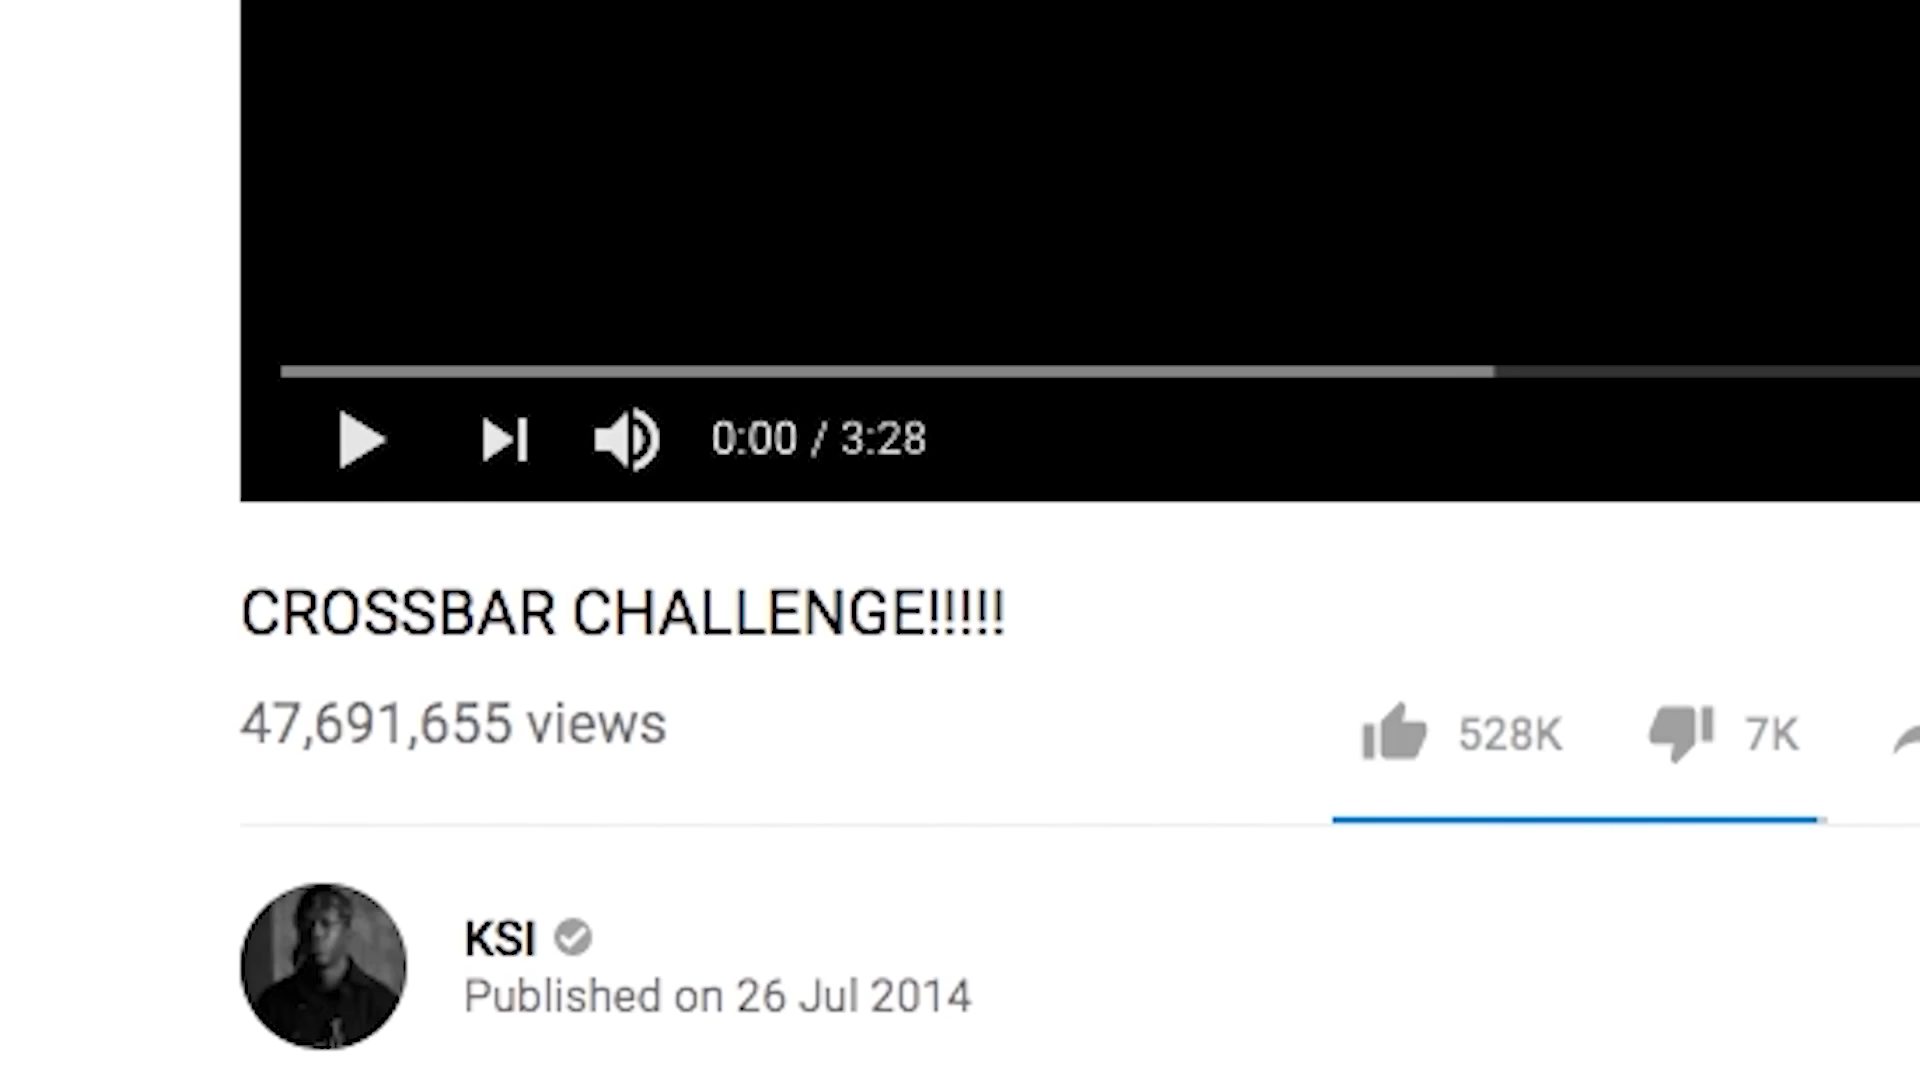 0:00 / 3:28
CROSSBAR CHALLENGE!!!!!
47,691,655 views
528K
7K
KSI
Published on 26 Jul 2014